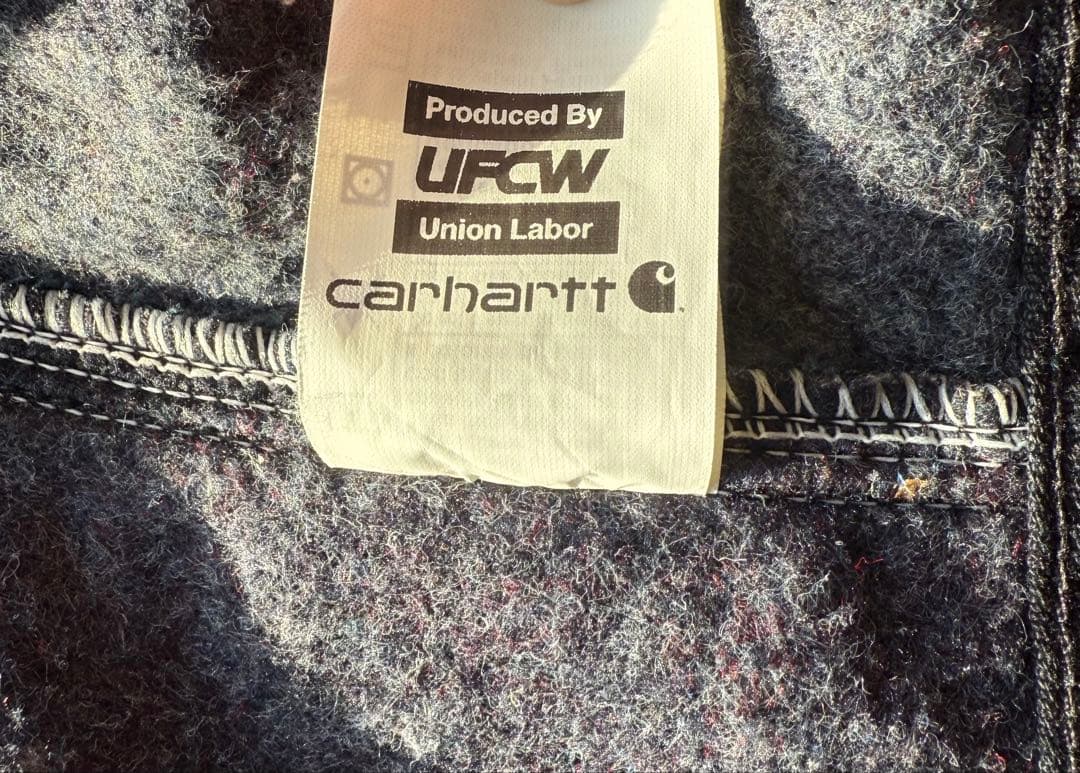 Produced By
UFCW
Union Labor
carhartt